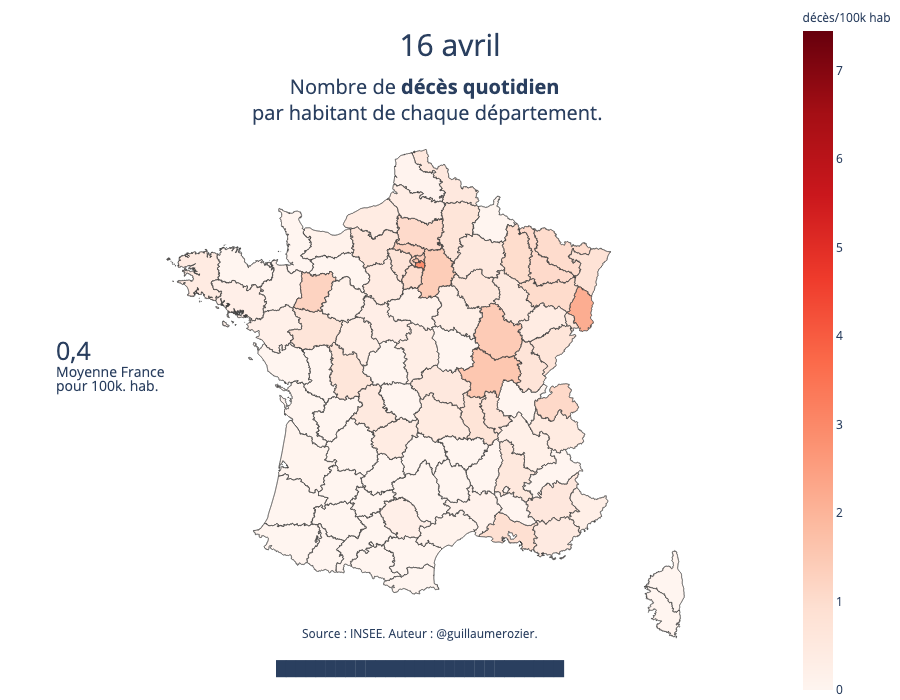 décès/100k hab
16 avril
Nombre de décès quotidien
par habitant de chaque département.
7
6
5
4
3
2
1
0
0,4
Moyenne France
pour 100k. hab.
Source : INSEE. Auteur : @guillaumerozier.